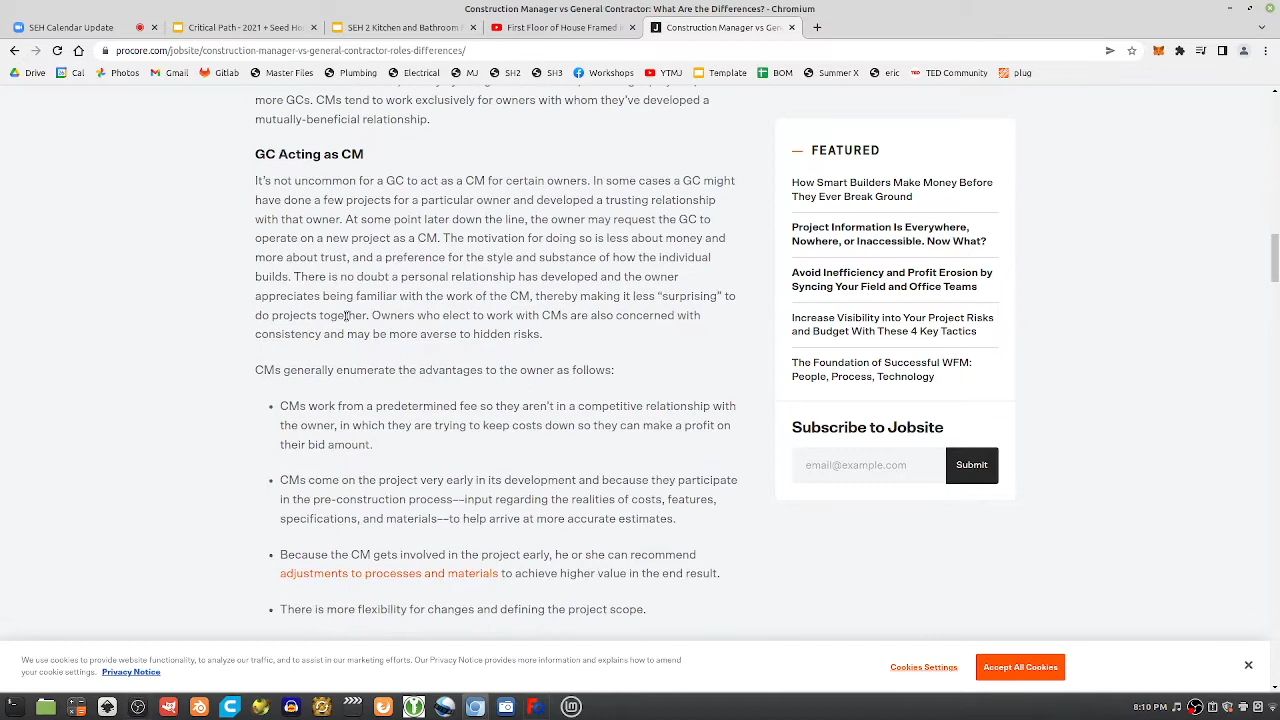 Construction Manager vs General Contractor: What Are the Differences? - Chromium
SEH Calendar Update
Critical Path - 2021 + Seed Ho
SEH 2 Kitchen and Bathroom F
First Floor of House Framed i
Construction Manager vs Gen
procore.com/jobsite/construction-manager-vs-general-contractor-roles-differences/
Drive
Cal
Photos
Gmail
Gitlab
Master Files
Plumbing
Electrical
MJ
SH2
SH3
Workshops
YTMJ
Template
BOM
Summer X
eric
TED Community
plug
more GCs. CMs tend to work exclusively for owners with whom they've developed a
mutually-beneficial relationship.
GC Acting as CM
It's not uncommon for a GC to act as a CM for certain owners. In some cases a GC might
have done a few projects for a particular owner and developed a trusting relationship
with that owner. At some point later down the line, the owner may request the GC to
operate on a new project as a CM. The motivation for doing so is less about money and
more about trust, and a preference for the style and substance of how the individual
builds. There is no doubt a personal relationship has developed and the owner
appreciates being familiar with the work of the CM, thereby making it less “surprising” to
do projects together. Owners who elect to work with CMs are also concerned with
consistency and may be more averse to hidden risks.
CMs generally enumerate the advantages to the owner as follows:
• CMs work from a predetermined fee so they aren't in a competitive relationship with
the owner, in which they are trying to keep costs down so they can make a profit on
their bid amount.
• CMs come on the project very early in its development and because they participate
in the pre-construction process––input regarding the realities of costs, features,
specifications, and materials––to help arrive at more accurate estimates.
• Because the CM gets involved in the project early, he or she can recommend
adjustments to processes and materials to achieve higher value in the end result.
• There is more flexibility for changes and defining the project scope.
— FEATURED
How Smart Builders Make Money Before
They Ever Break Ground
Project Information Is Everywhere,
Nowhere, or Inaccessible. Now What?
Avoid Inefficiency and Profit Erosion by
Syncing Your Field and Office Teams
Increase Visibility into Your Project Risks
and Budget With These 4 Key Tactics
The Foundation of Successful WFM:
People, Process, Technology
Subscribe to Jobsite
email@example.com
Submit
We use cookies to provide website functionality, to analyze our traffic, and to assist in our marketing efforts. Our Privacy Notice provides more information and explains how to amend
your cookie settings. Privacy Notice
Cookies Settings
Accept All Cookies
8:10 PM